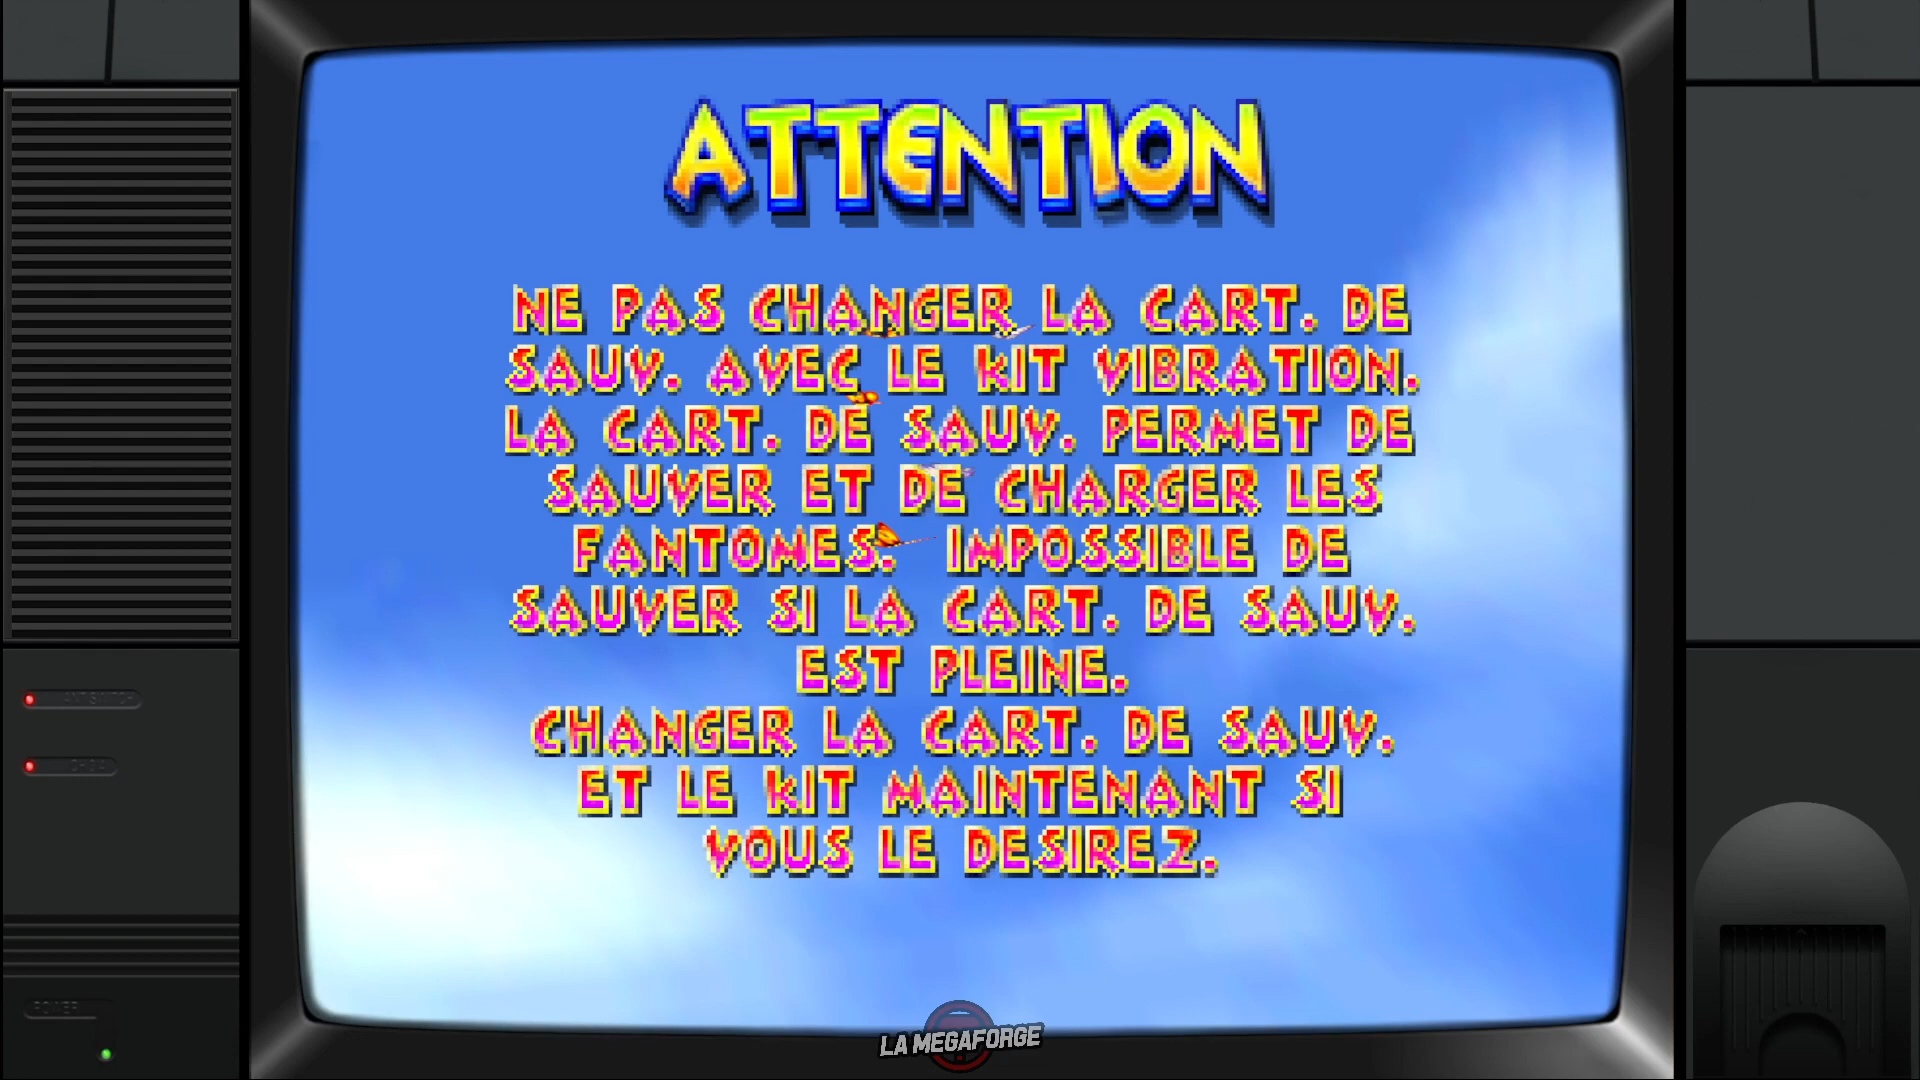 ATTENTION
NE PAS CHANGER LA CART. DE
SAUV. AVEC LE KIT VIBRATION.
LA CART. DE SAUV. PERMET DE
SAUVER ET DE CHARGER LES
FANTOMES. IMPOSSIBLE DE
SAUVER SI LA CART. DE SAUV.
EST PLEINE.
CHANGER LA CART. DE SAUV.
ET LE KIT MAINTENANT SI
VOUS LE DESIREZ.
POWER
LA MEGAFORGE